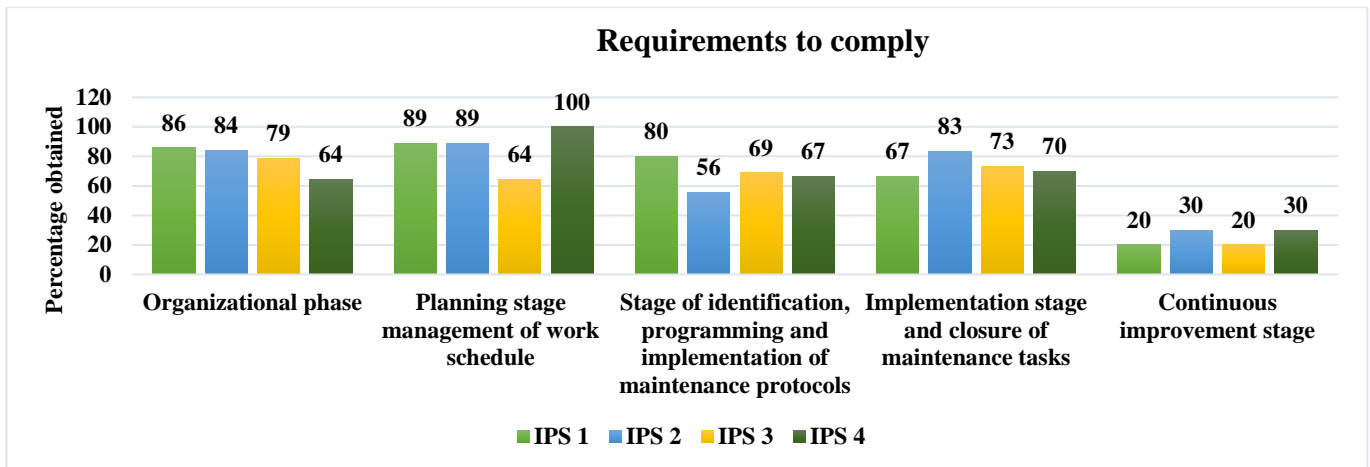 Requirements to comply
Percentage obtained
120
100
80
60
40
20
0
86 84 79 64
89 89 64 100
80 56 69 67
67 83 73 70
20 30 20 30
Organizational phase
Planning stage
management of work
schedule
Stage of identification,
programming and
implementation of
maintenance protocols
Implementation stage
and closure of
maintenance tasks
Continuous
improvement stage
IPS 1 IPS 2 IPS 3 IPS 4